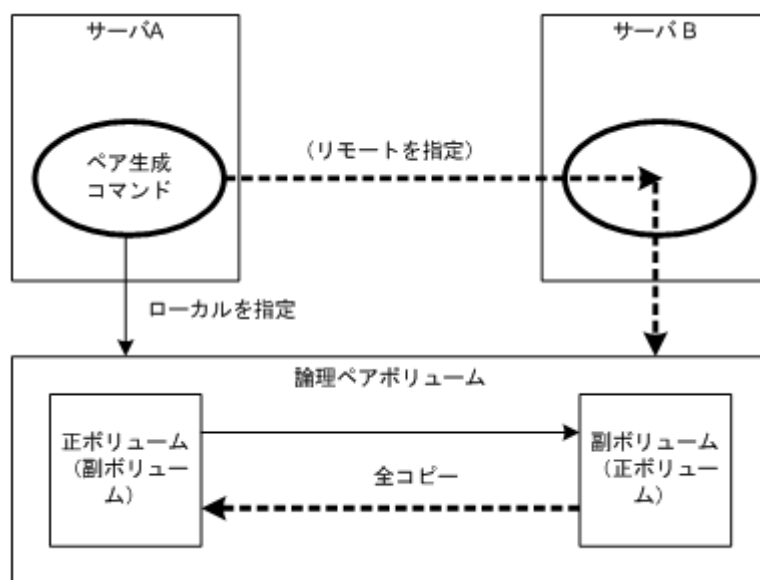 サーバA
サーバ B
ペア生成
コマンド
(リモートを指定)
ローカルを指定
論理ペアボリューム
正ボリューム
(副ボリュー
ム)
副ボリューム
(正ボリュー
ム)
全コピー